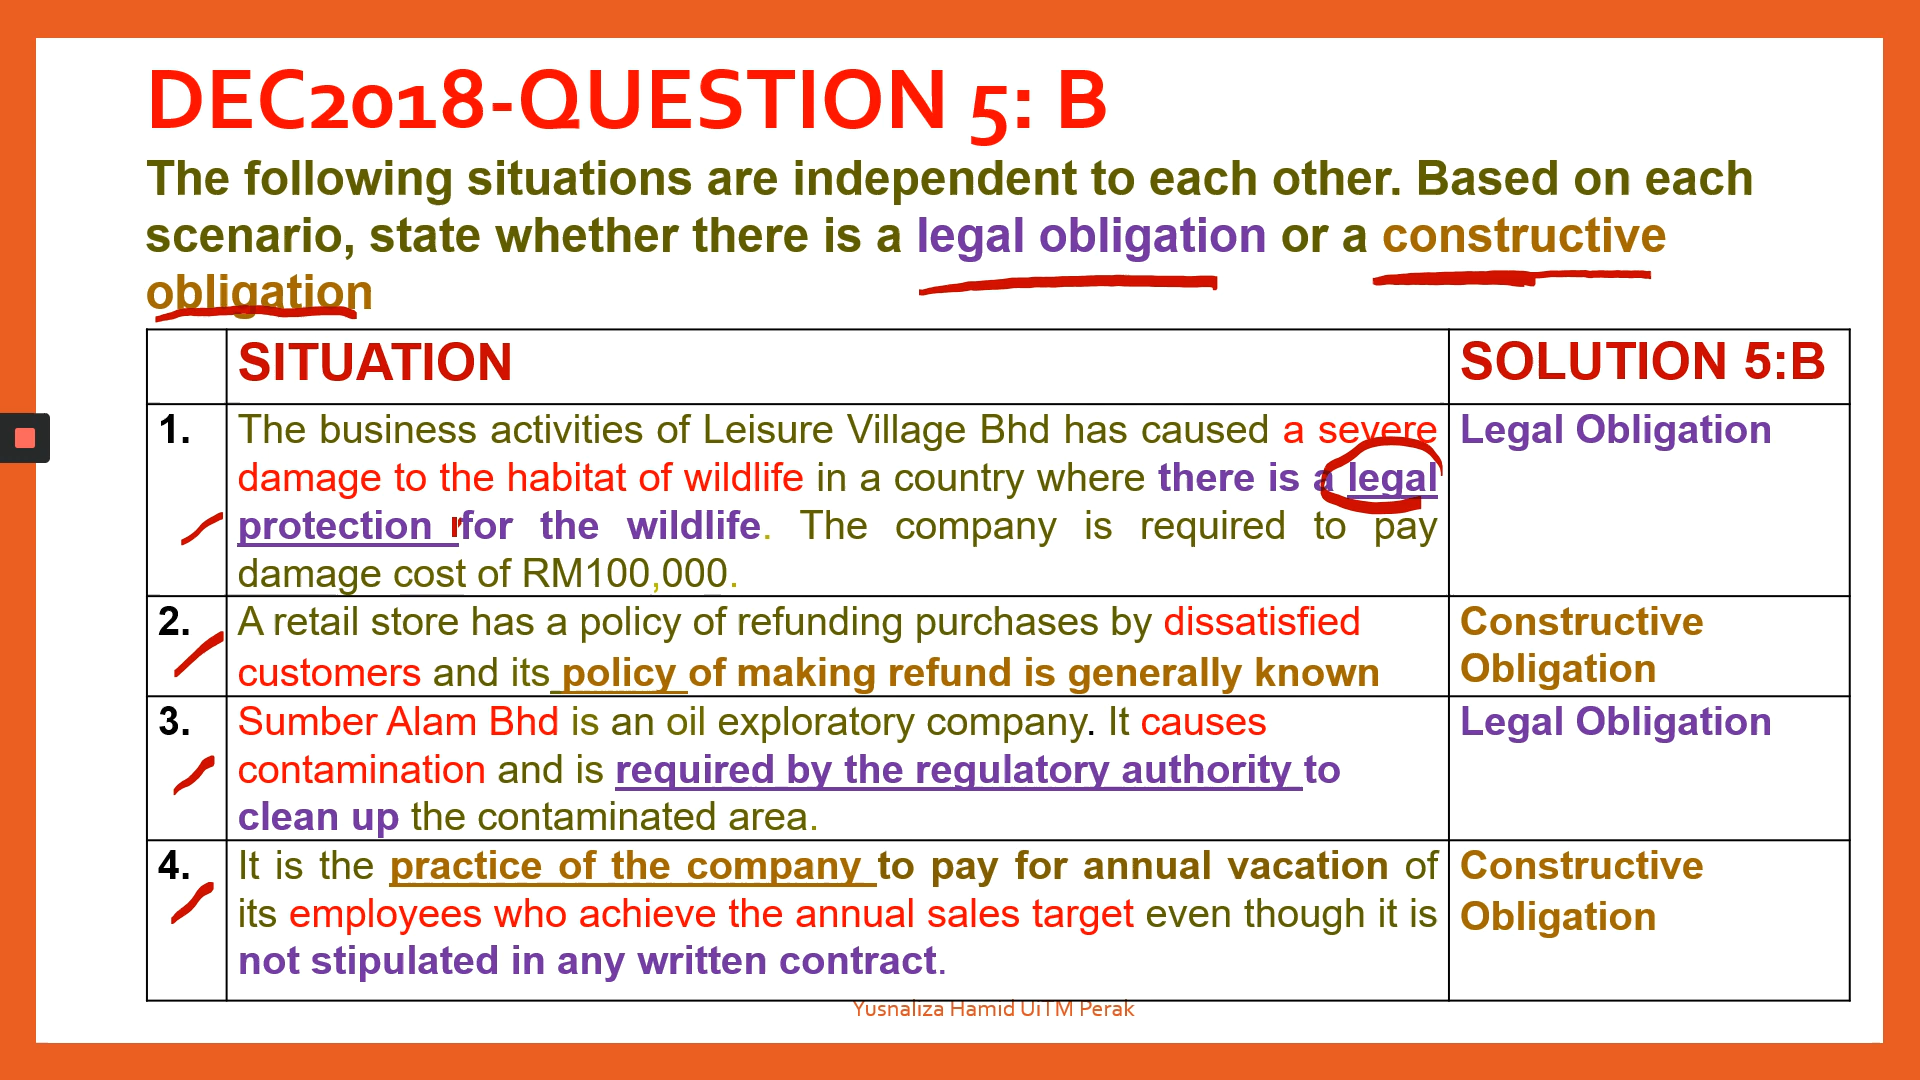 DEC2018-QUESTION 5: B
The following situations are independent to each other. Based on each
scenario, state whether there is a legal obligation or a constructive
obligation
SITUATION
SOLUTION 5:B
1.
The business activities of Leisure Village Bhd has caused a severe
damage to the habitat of wildlife in a country where there is a legal
protection for the wildlife. The company is required to pay
damage cost of RM100,000.
Legal Obligation
2.
A retail store has a policy of refunding purchases by dissatisfied
customers and its policy of making refund is generally known
Constructive
Obligation
3.
Sumber Alam Bhd is an oil exploratory company. It causes
contamination and is required by the regulatory authority to
clean up the contaminated area.
Legal Obligation
4.
It is the practice of the company to pay for annual vacation of
its employees who achieve the annual sales target even though it is
not stipulated in any written contract.
Constructive
Obligation
Yusnaliza Hamid UiTM Perak